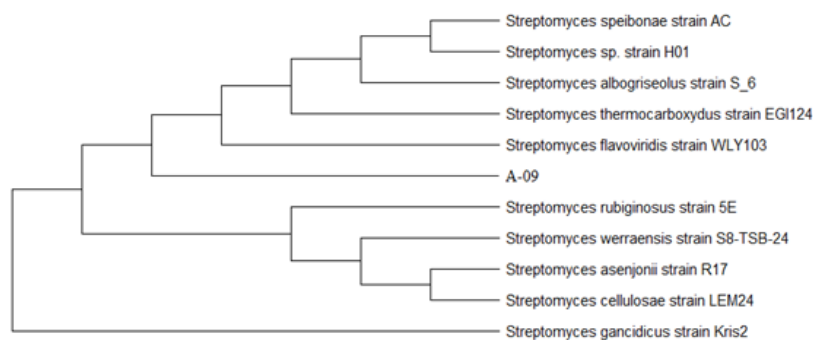 Streptomyces speibonae strain AC
Streptomyces sp. strain H01
Streptomyces albogriseolus strain S_6
Streptomyces thermocarboxydus strain EGI124
Streptomyces flavoviridis strain WLY103
A-09
Streptomyces rubiginosus strain 5E
Streptomyces werraensis strain S8-TSB-24
Streptomyces asenjonii strain R17
Streptomyces cellulosae strain LEM24
Streptomyces gancidicus strain Kris2